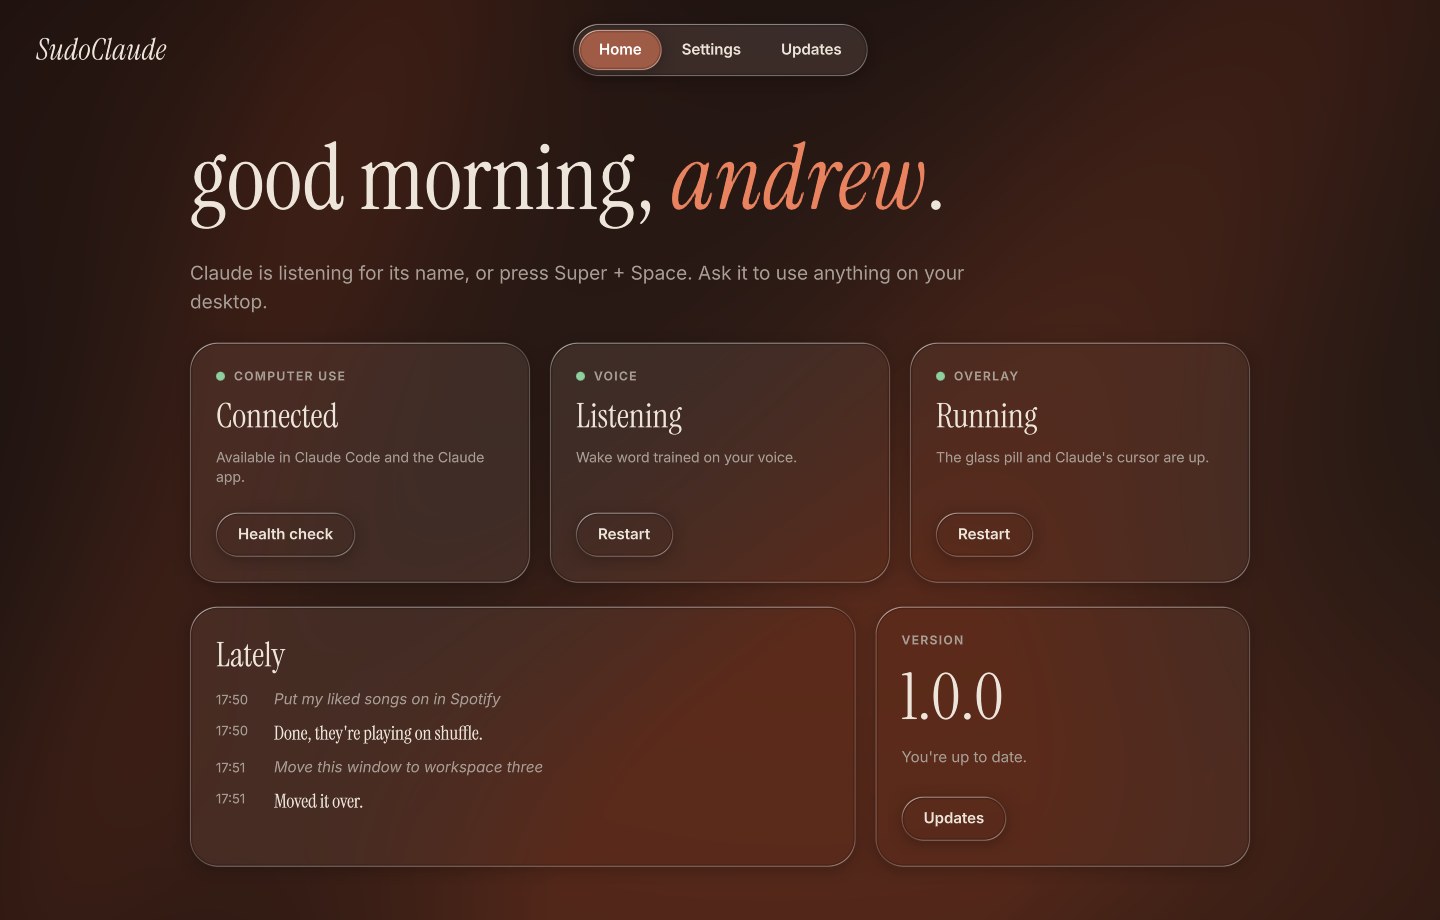 SudoClaude
Home Settings Updates
good morning, andrew.
Claude is listening for its name, or press Super + Space. Ask it to use anything on your
desktop.
COMPUTER USE
Connected
Available in Claude Code and the Claude
app.
Health check
VOICE
Listening
Wake word trained on your voice.
Restart
OVERLAY
Running
The glass pill and Claude's cursor are up.
Restart
Lately
17:50 Put my liked songs on in Spotify
17:50 Done, they're playing on shuffle.
17:51 Move this window to workspace three
17:51 Moved it over.
VERSION
1.0.0
You're up to date.
Updates